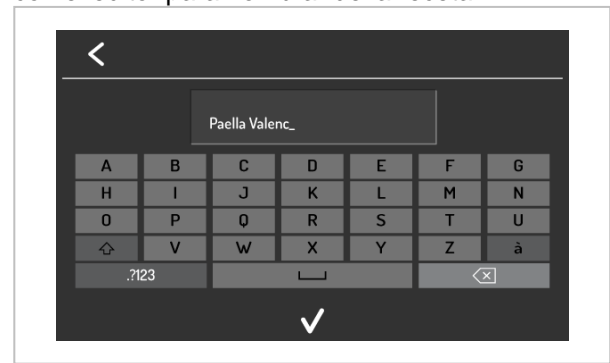 Paella Valenc_
A B C D E F G
H I J K L M N
O P Q R S T U
V W X Y Z à
.?123